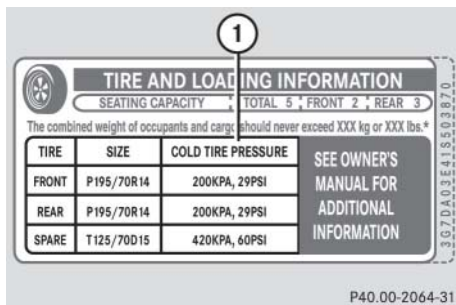 1
TIRE AND LOADING INFORMATION
SEATING CAPACITY TOTAL 5 FRONT 2 REAR 3
The combined weight of occupants and cargo should never exceed XXX kg or XXX lbs.*
TIRE SIZE COLD TIRE PRESSURE
FRONT P195/70R14 200KPA, 29PSI
REAR P195/70R14 200KPA, 29PSI
SPARE T125/70D15 420KPA, 60PSI
SEE OWNER'S
MANUAL FOR
ADDITIONAL
INFORMATION
3G7DA03E41S503870
P40.00-2064-31